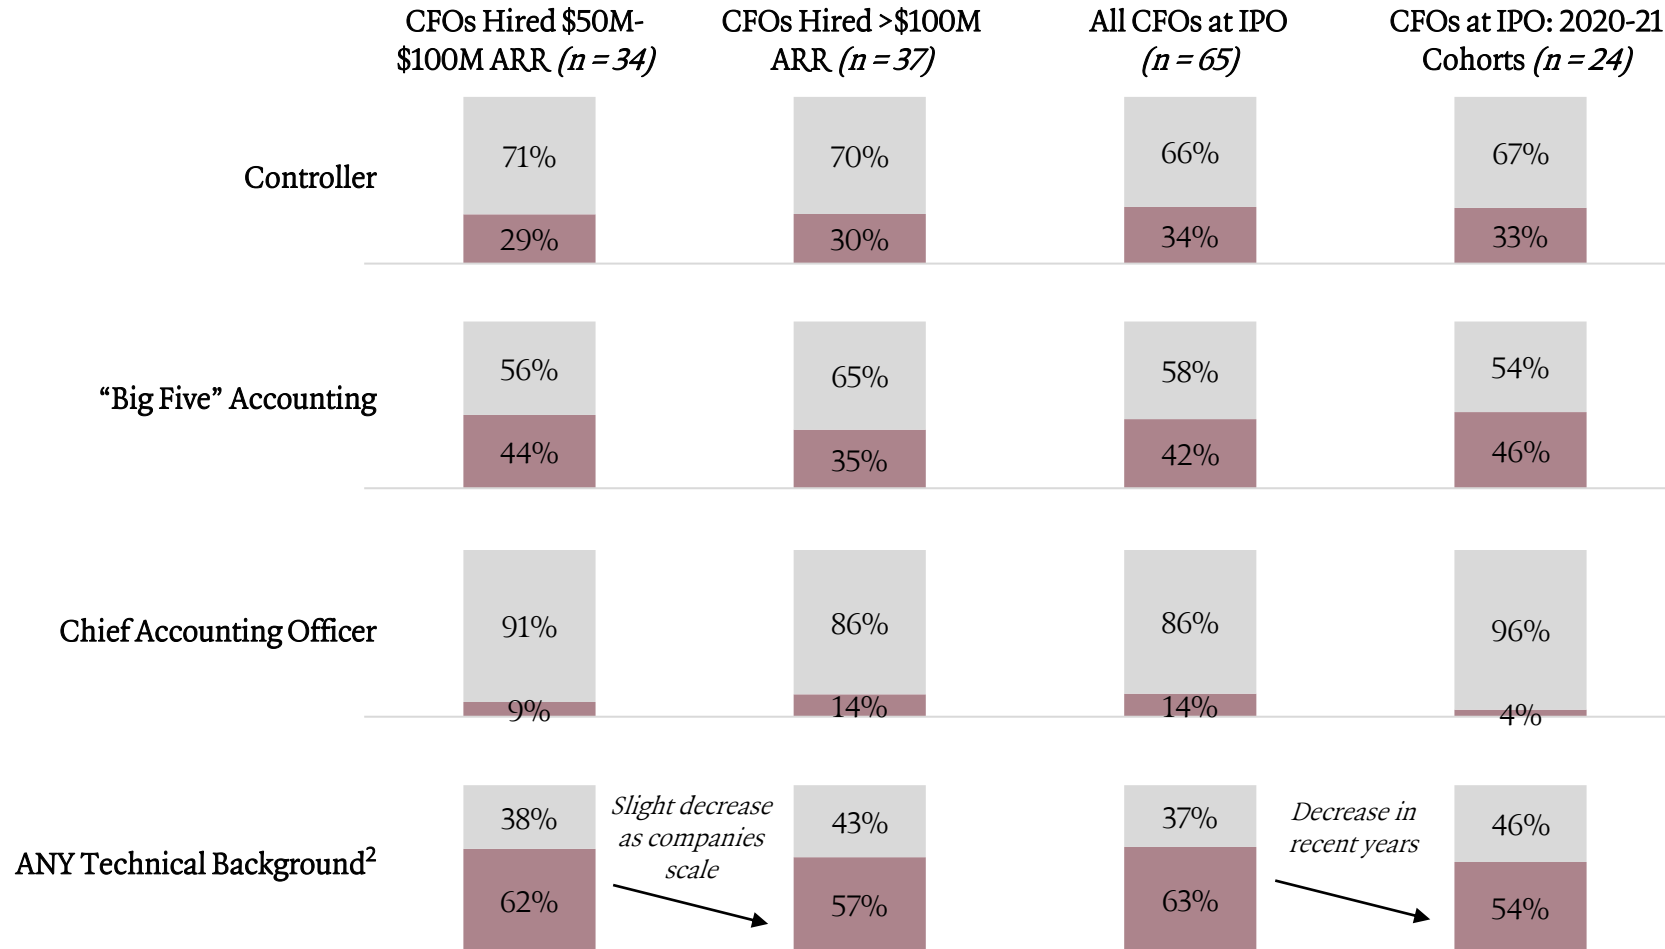 CFOs Hired $50M-
$100M ARR (n = 34)
CFOs Hired >$100M
ARR (n = 37)
All CFOs at IPO
(n = 65)
CFOs at IPO: 2020-21
Cohorts (n = 24)
Controller
71%
29%
70%
30%
66%
34%
67%
33%
“Big Five” Accounting
56%
44%
65%
35%
58%
42%
54%
46%
Chief Accounting Officer
91%
9%
86%
14%
86%
14%
96%
4%
ANY Technical Background²
38%
62%
Slight decrease
as companies
scale
43%
57%
37%
63%
Decrease in
recent years
46%
54%